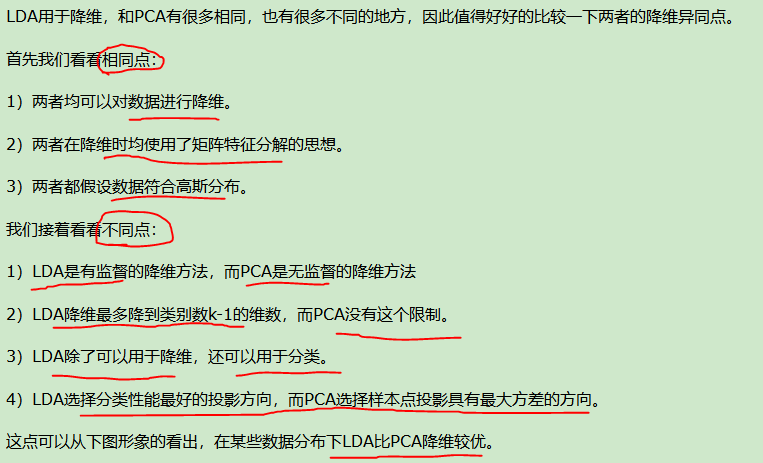 LDA用于降维，和PCA有很多相同，也有很多不同的地方，因此值得好好的比较一下两者的降维异同点。
首先我们看看相同点：
1）两者均可以对数据进行降维。
2）两者在降维时均使用了矩阵特征分解的思想。
3）两者都假设数据符合高斯分布。
我们接着看看不同点：
1）LDA是有监督的降维方法，而PCA是无监督的降维方法
2）LDA降维最多降到类别数k-1的维数，而PCA没有这个限制。
3）LDA除了可以用于降维，还可以用于分类。
4）LDA选择分类性能最好的投影方向，而PCA选择样本点投影具有最大方差的方向。
这点可以从下图形象的看出，在某些数据分布下LDA比PCA降维较优。